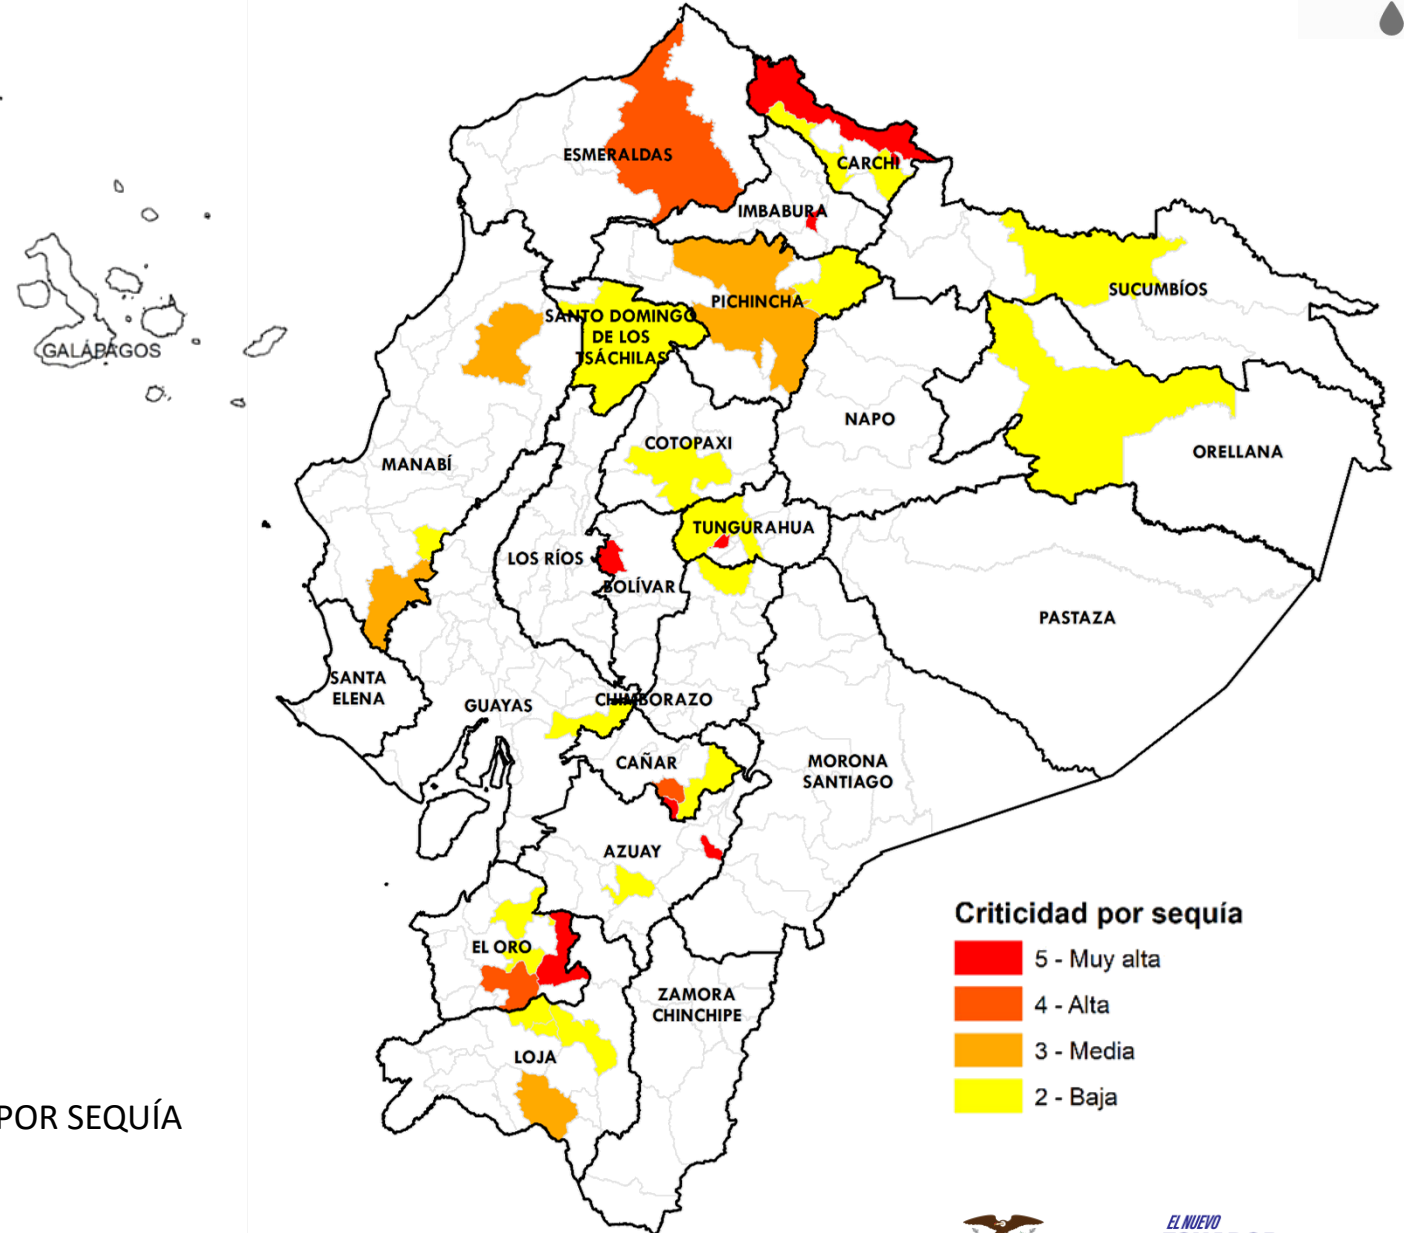 ESMERALDAS
CARCHI
IMBABURA
SUCUMBÍOS
PICHINCHA
SANTO DOMINGO
DE LOS
TSÁCHILAS
GALÁPAGOS
NAPO
COTOPAXI
ORELLANA
MANABÍ
TUNGURAHUA
LOS RÍOS
BOLÍVAR
PASTAZA
SANTA
ELENA
GUAYAS
CHIMBORAZO
CAÑAR
MORONA
SANTIAGO
AZUAY
EL ORO
ZAMORA
CHINCHIPE
LOJA
Criticidad por sequía
5 - Muy alta
4 - Alta
3 - Media
2 - Baja
POR SEQUÍA
EL NUEVO